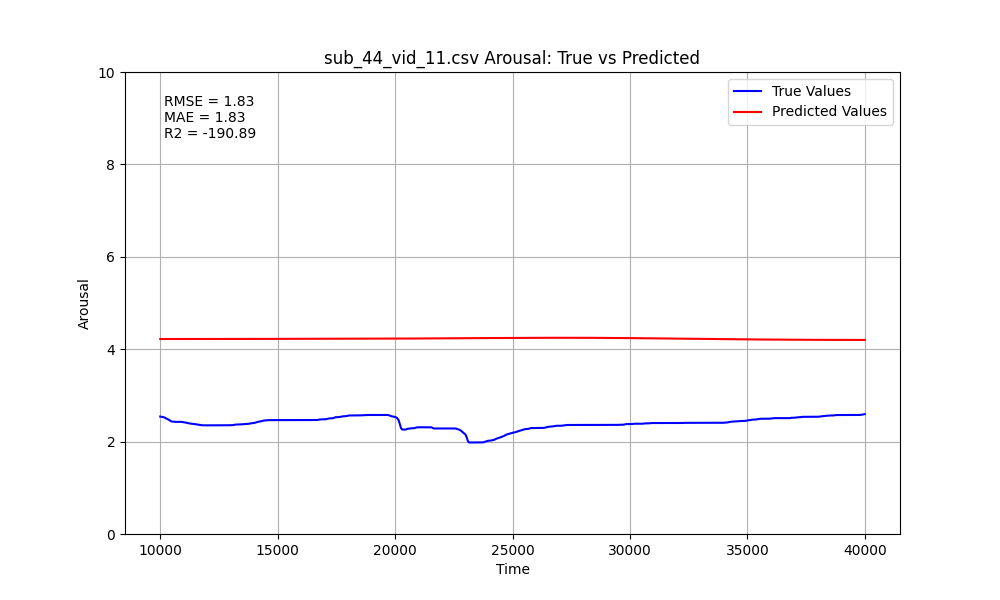 sub_44_vid_11.csv Arousal: True vs Predicted
RMSE = 1.83
MAE = 1.83
R2 = -190.89
True Values
Predicted Values
Arousal
10
8
6
4
2
0
10000
15000
20000
25000
30000
35000
40000
Time